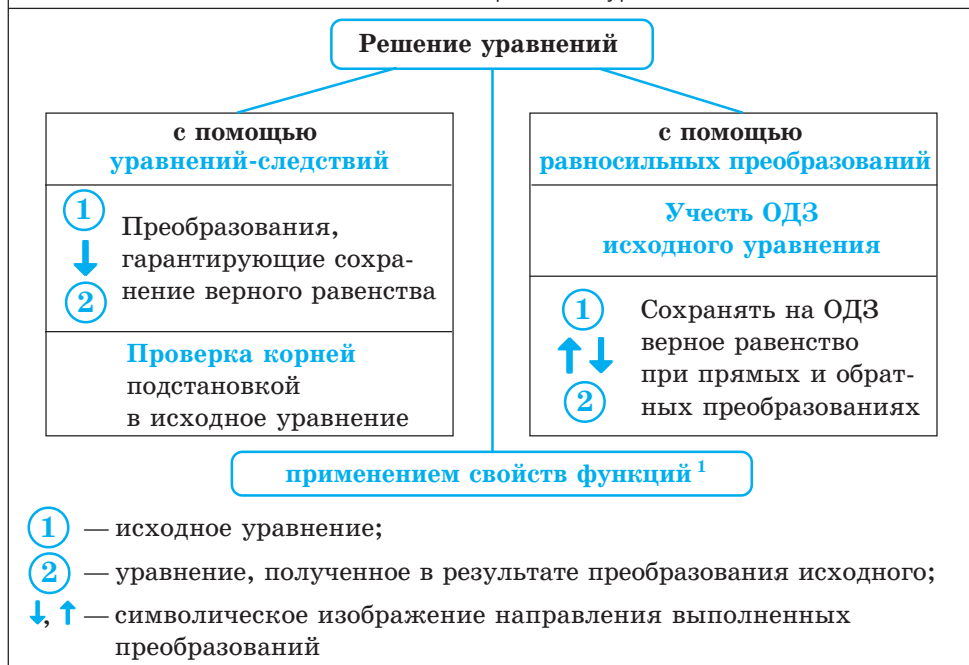 Решение уравнений
с помощью
уравнений-следствий
1
Преобразования,
гарантирующие сохра-
2
нение верного равенства
Проверка корней
подстановкой
в исходное уравнение
с помощью
равносильных преобразований
Учесть ОДЗ
исходного уравнения
1 Сохранять на ОДЗ
верное равенство
при прямых и обрат-
2 ных преобразованиях
применением свойств функций 1
1 — исходное уравнение;
2 — уравнение, полученное в результате преобразования исходного;
↓, ↑ — символическое изображение направления выполненных
преобразований